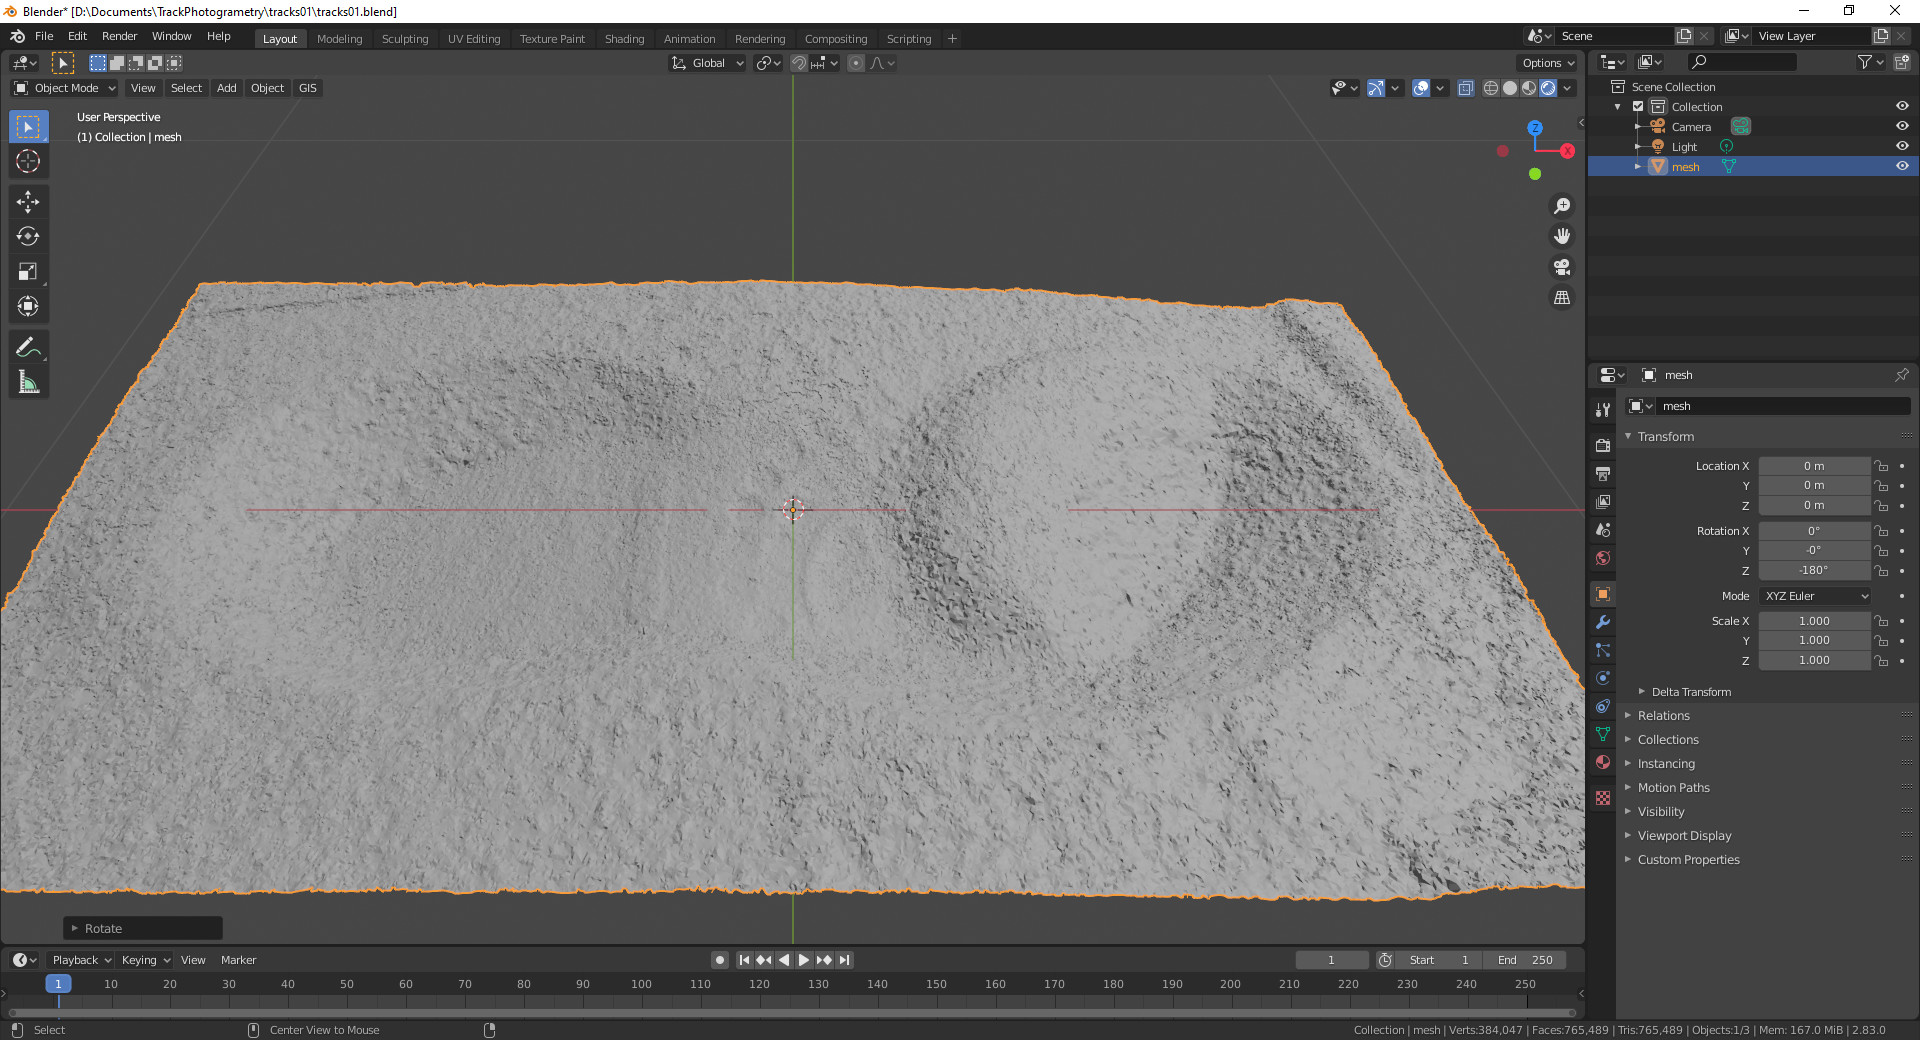 Blender* [D:\Documents\TrackPhotogrametry\tracks01\tracks01.blend]
File Edit Render Window Help Layout Modeling Sculpting UV Editing Texture Paint Shading Animation Rendering Compositing Scripting + Scene View Layer
Global Options
Object Mode View Select Add Object GIS
User Perspective
(1) Collection | mesh
Z
X
Scene Collection
Collection
Camera
Light
mesh
mesh
mesh
Transform
Location X 0 m
Y 0 m
Z 0 m
Rotation X 0°
Y -0°
Z -180°
Mode XYZ Euler
Scale X 1.000
Y 1.000
Z 1.000
Delta Transform
Relations
Collections
Instancing
Motion Paths
Visibility
Viewport Display
Custom Properties
Rotate
Playback Keying View Marker 1 Start 1 End 250
1 10 20 30 40 50 60 70 80 90 100 110 120 130 140 150 160 170 180 190 200 210 220 230 240 250
Select Center View to Mouse Collection | mesh | Verts:384,047 | Faces:765,489 | Tris:765,489 | Objects:1/3 | Mem: 167.0 MiB | 2.83.0